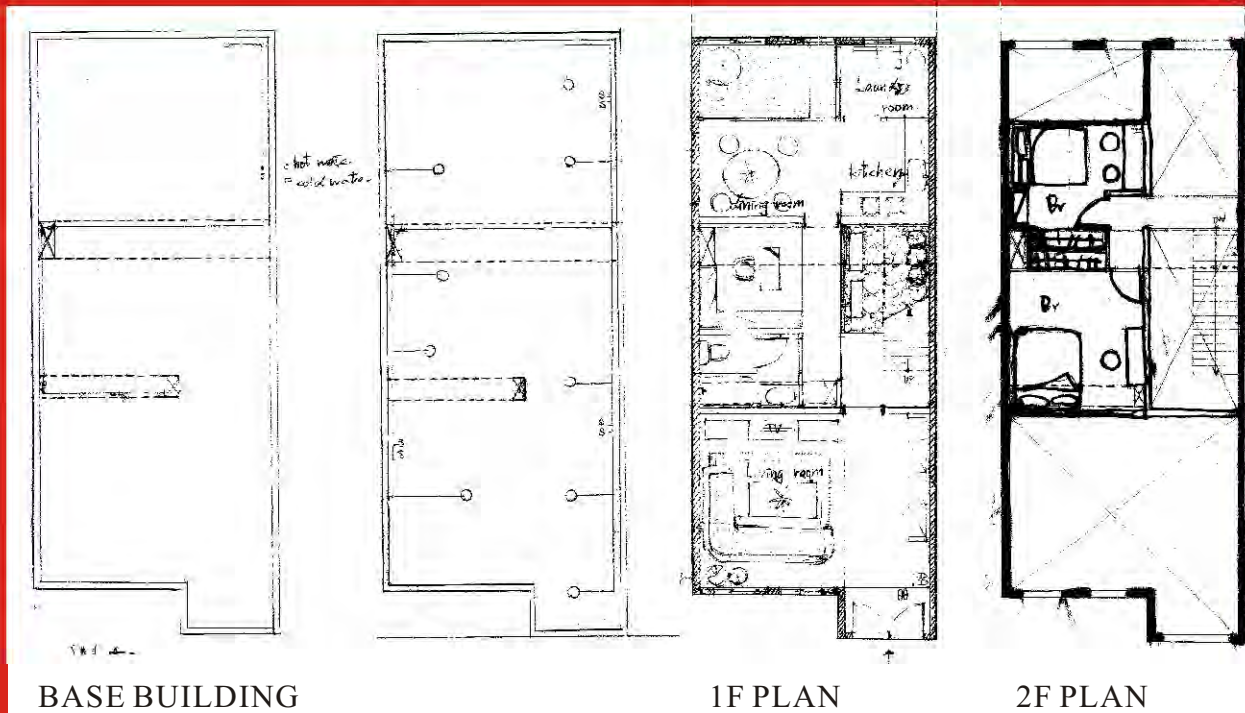 : hot water
= cold water
Laundry
room
kitchen
Dining room
Br
TV
Living room
Br
BASE BUILDING
1F PLAN
2F PLAN